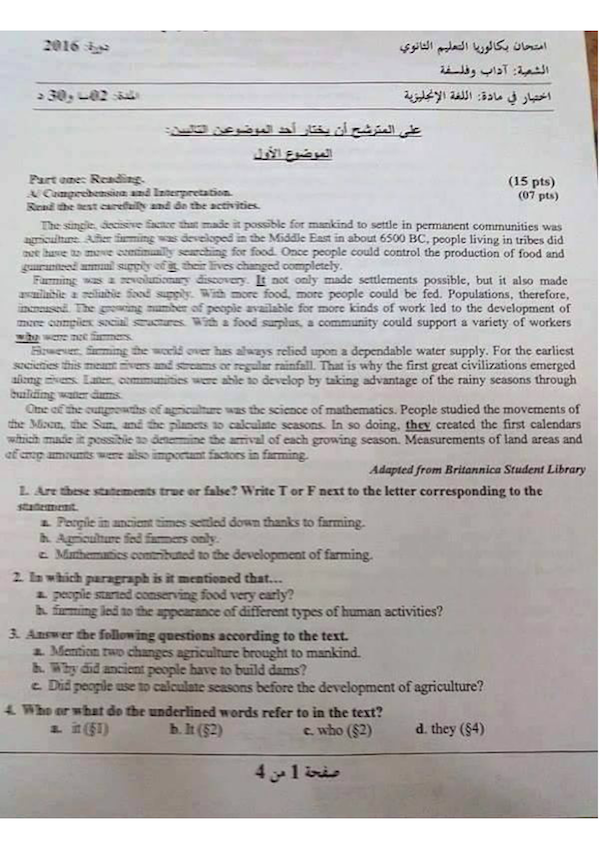 امتحان بكالوريا التعليم الثانوي دورة: 2016
الشعبة: آداب وفلسفة
اختبار في مادة: اللغة الإنجليزية المدة: 02سا و30 د
على المترشح أن يختار أحد الموضوعين التاليين:
الموضوع الأول
Part one: Reading. (15 pts)
A/ Comprehension and Interpretation. (07 pts)
Read the text carefully and do the activities.
The single, decisive factor that made it possible for mankind to settle in permanent communities was
agriculture. After farming was developed in the Middle East in about 6500 BC, people living in tribes did
not have to move continually searching for food. Once people could control the production of food and
guaranteed annual supply of it, their lives changed completely.
Farming was a revolutionary discovery. It not only made settlements possible, but it also made
available a reliable food supply. With more food, more people could be fed. Populations, therefore,
increased. The growing number of people available for more kinds of work led to the development of
more complex social structures. With a food surplus, a community could support a variety of workers
who were not farmers.
However, farming the world over has always relied upon a dependable water supply. For the earliest
societies this meant rivers and streams or regular rainfall. That is why the first great civilizations emerged
along rivers. Later, communities were able to develop by taking advantage of the rainy seasons through
building water dams.
One of the outgrowths of agriculture was the science of mathematics. People studied the movements of
the Moon, the Sun, and the planets to calculate seasons. In so doing, they created the first calendars
which made it possible to determine the arrival of each growing season. Measurements of land areas and
of crop amounts were also important factors in farming.
Adapted from Britannica Student Library
1. Are these statements true or false? Write T or F next to the letter corresponding to the
statement.
a. People in ancient times settled down thanks to farming.
b. Agriculture fed farmers only.
c. Mathematics contributed to the development of farming.
2. In which paragraph is it mentioned that...
a. people started conserving food very early?
b. farming led to the appearance of different types of human activities?
3. Answer the following questions according to the text.
a. Mention two changes agriculture brought to mankind.
b. Why did ancient people have to build dams?
c. Did people use to calculate seasons before the development of agriculture?
4. Who or what do the underlined words refer to in the text?
a. it (§1) b. It (§2) c. who (§2) d. they (§4)
صفحة 1 من 4